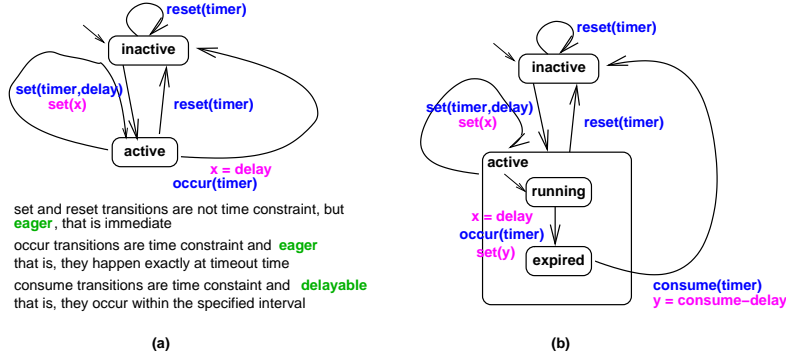 reset(timer)
inactive
set(timer,delay)
set(x)
reset(timer)
active
x = delay
occur(timer)
set and reset transitions are not time constraint, but
eager, that is immediate
occur transitions are time constraint and eager
that is, they happen exactly at timeout time
consume transitions are time constaint and delayable
that is, they occur within the specified interval
(a)
reset(timer)
inactive
set(timer,delay)
set(x)
reset(timer)
active
running
x = delay
occur(timer)
set(y)
expired
consume(timer)
y = consume−delay
(b)